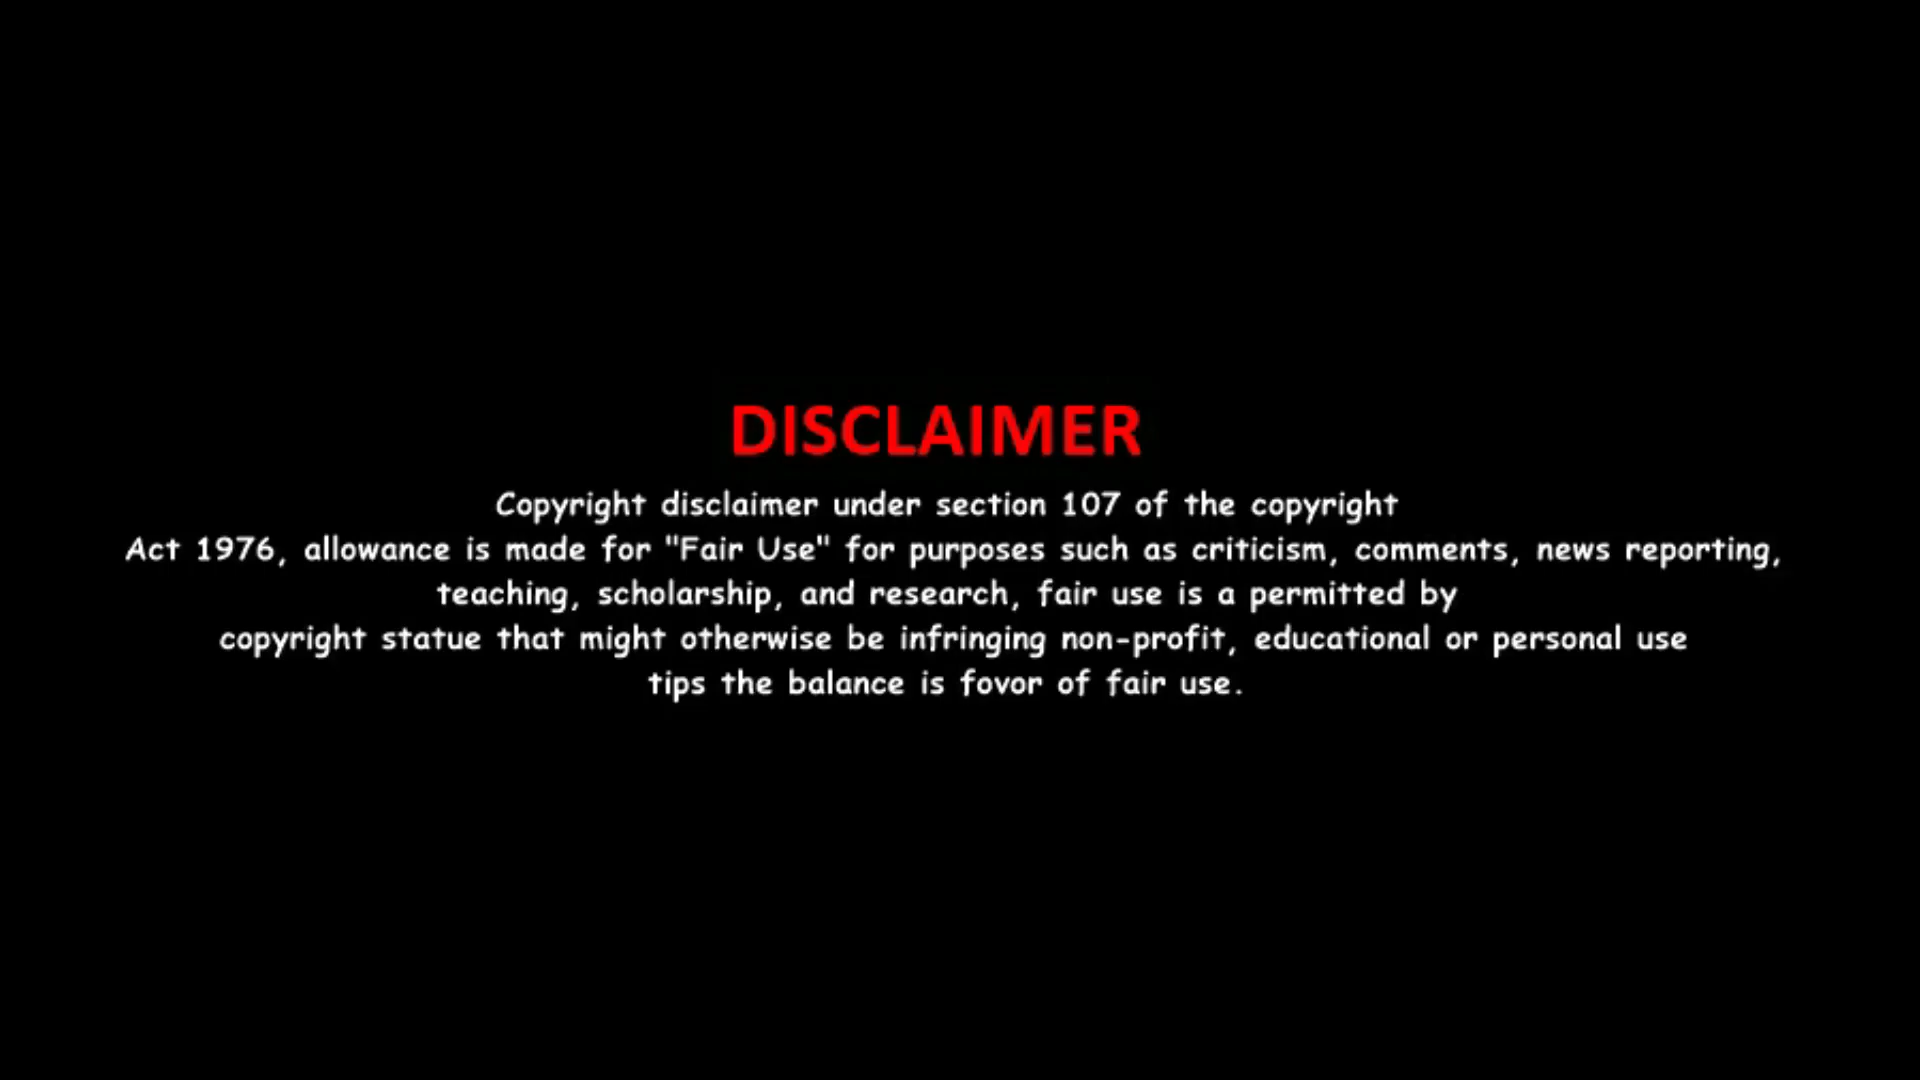 DISCLAIMER
Copyright disclaimer under section 107 of the copyright
Act 1976, allowance is made for "Fair Use" for purposes such as criticism, comments, news reporting,
teaching, scholarship, and research, fair use is a permitted by
copyright statue that might otherwise be infringing non-profit, educational or personal use
tips the balance is fovor of fair use.